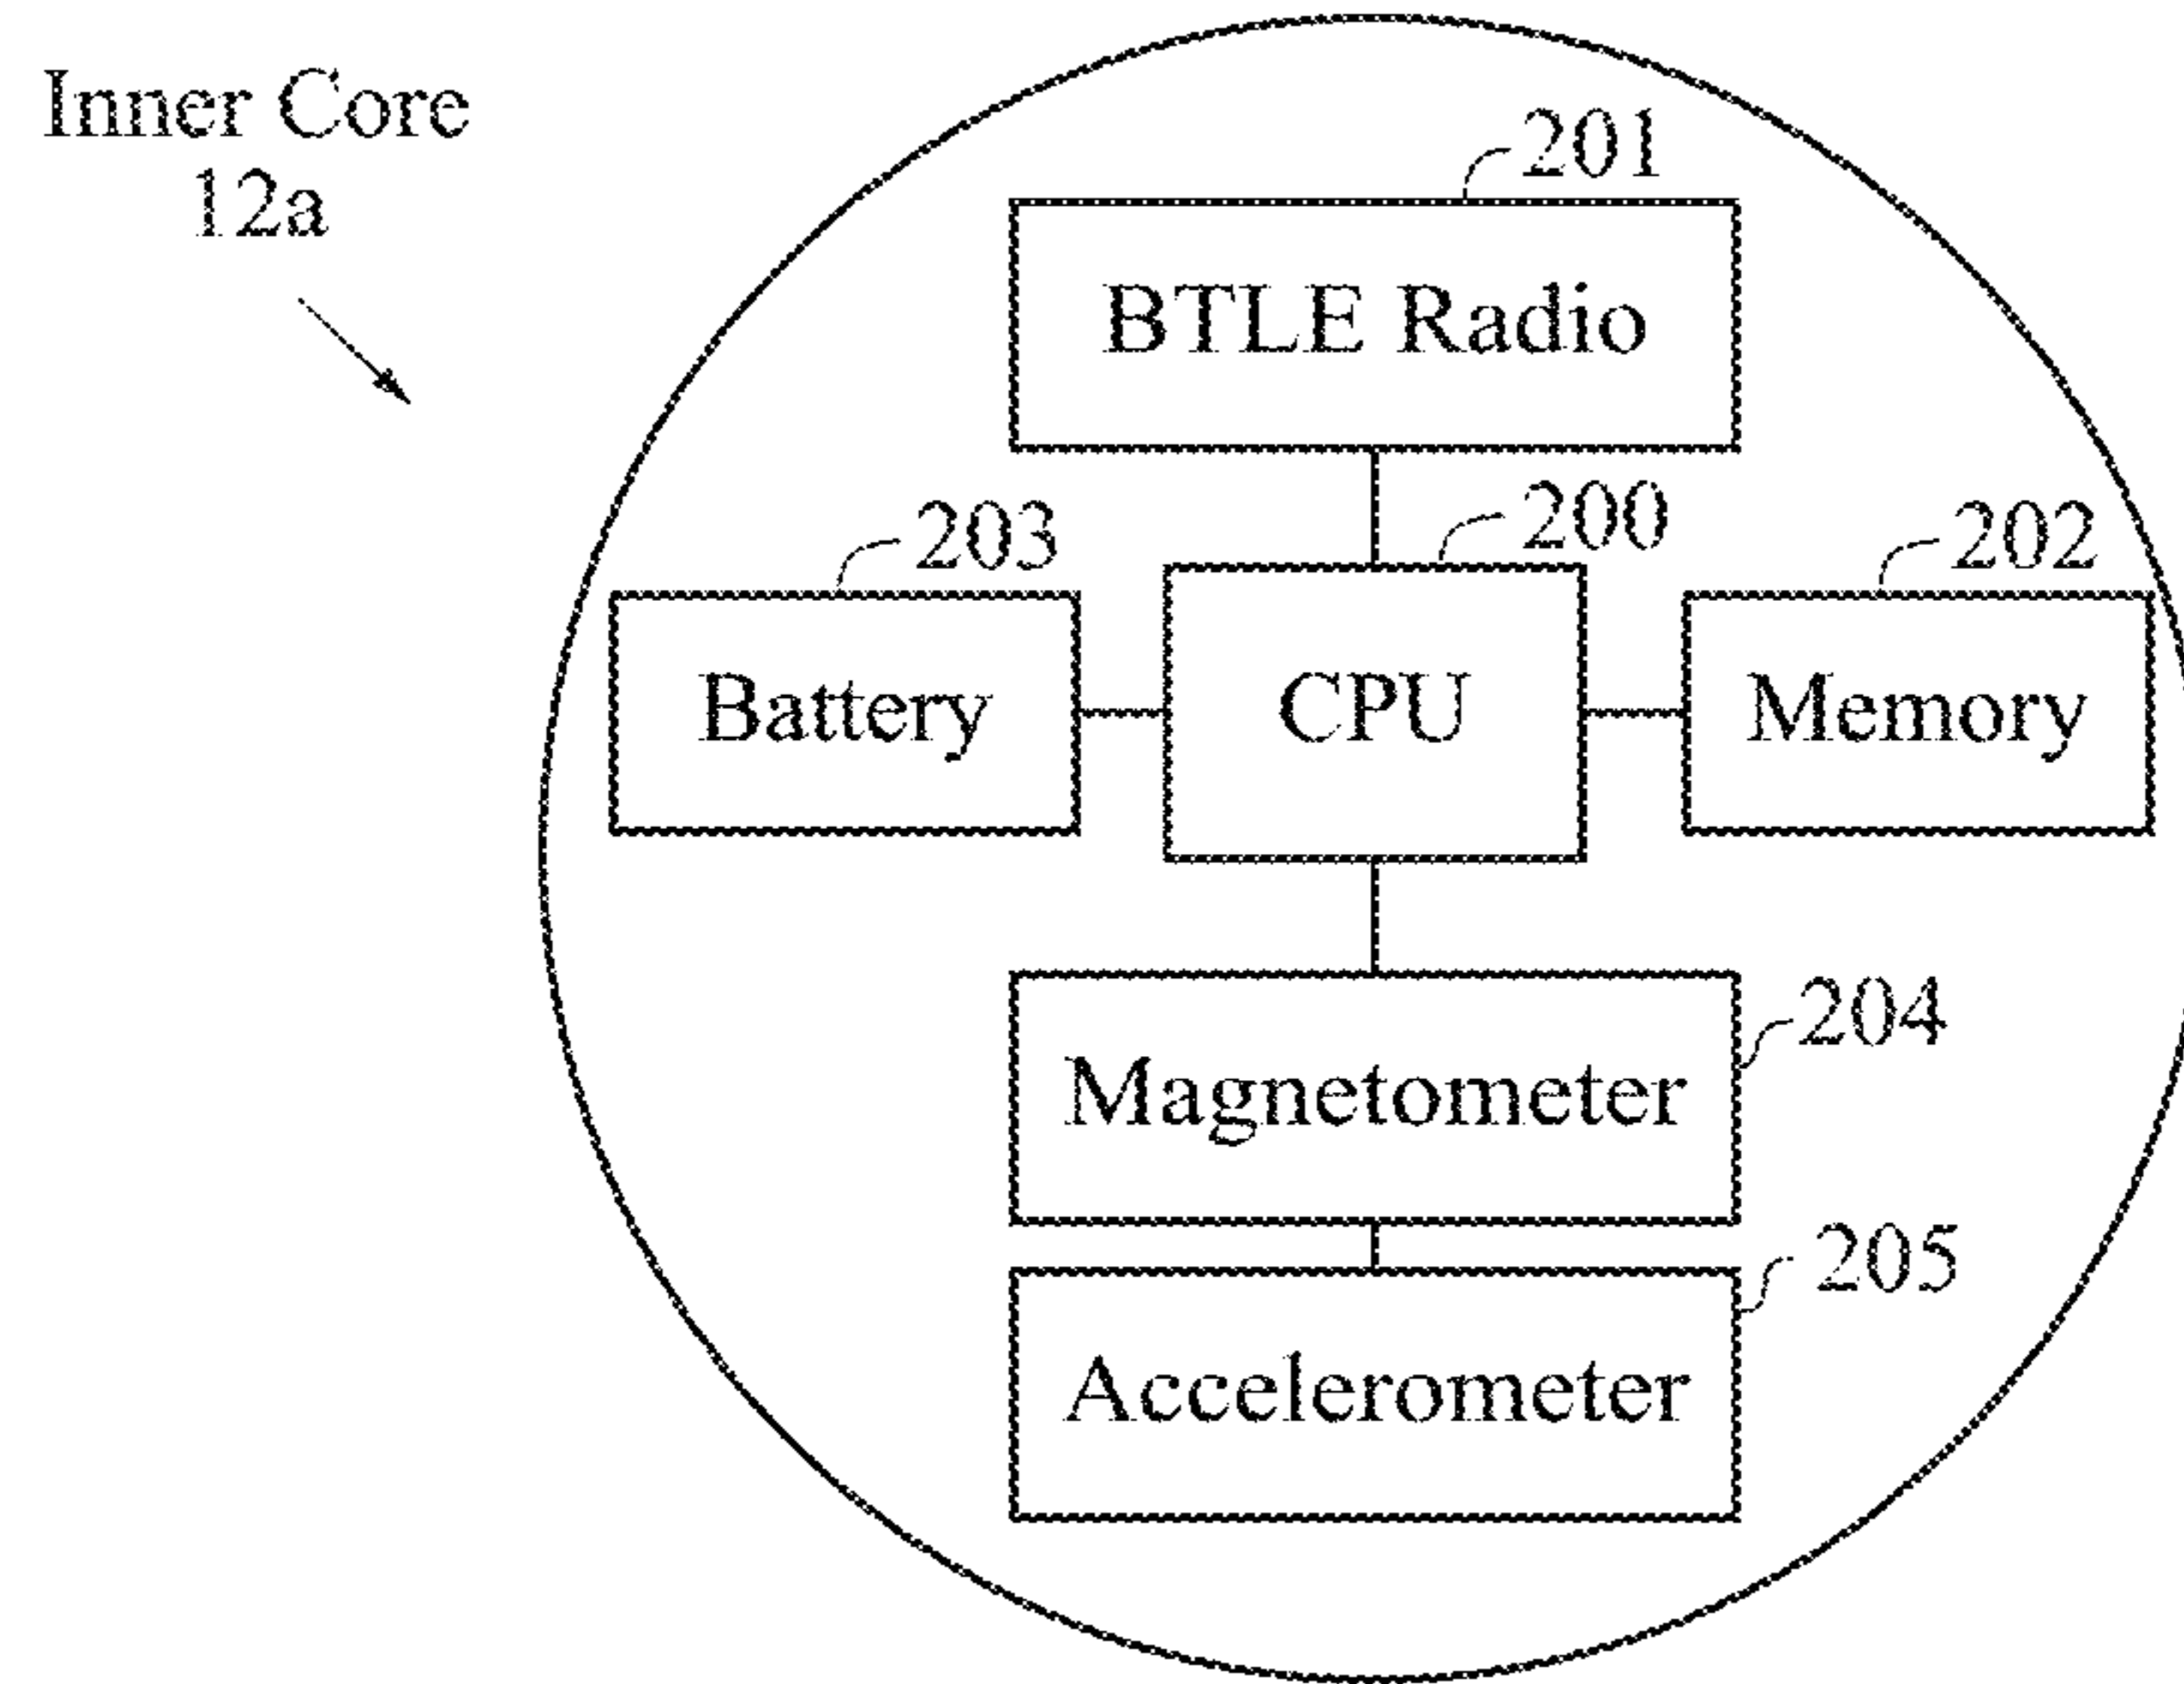 Inner Core
12a
201
BTLE Radio
203
200
202
Battery
CPU
Memory
204
Magnetometer
205
Accelerometer